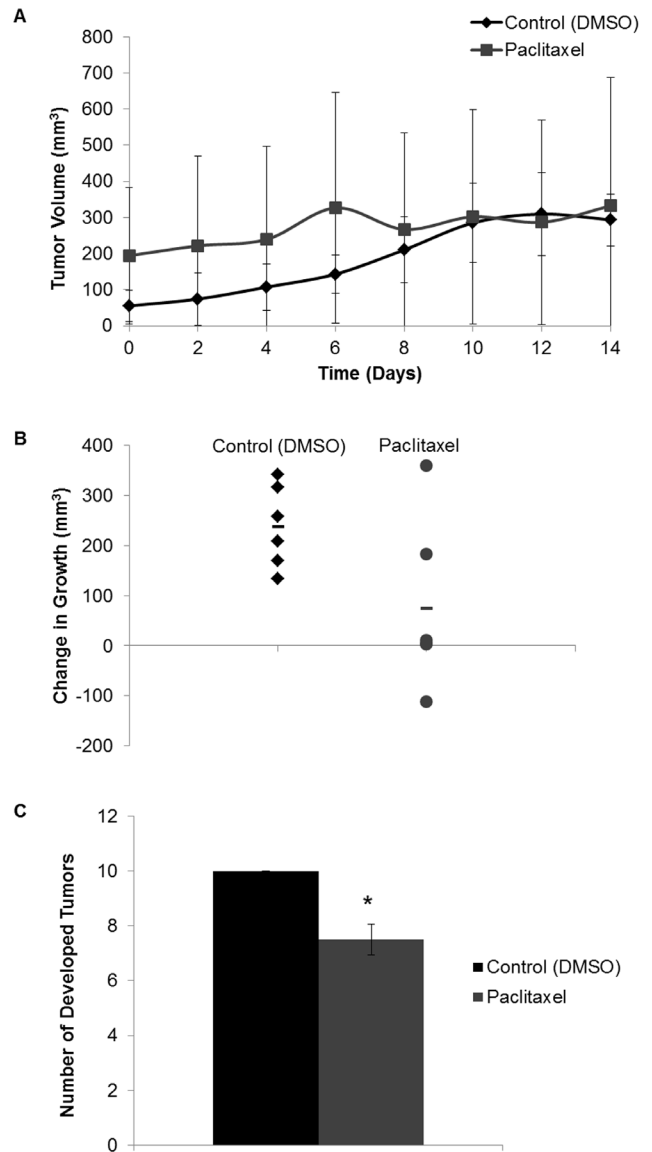 A
Control (DMSO)
Paclitaxel
800
700
600
500
400
300
200
100
0
Tumor Volume (mm³)
0 2 4 6 8 10 12 14
Time (Days)
B
Control (DMSO) Paclitaxel
400
300
200
100
0
-100
-200
Change in Growth (mm³)
C
12
10
8
6
4
2
0
Number of Developed Tumors
*
Control (DMSO)
Paclitaxel